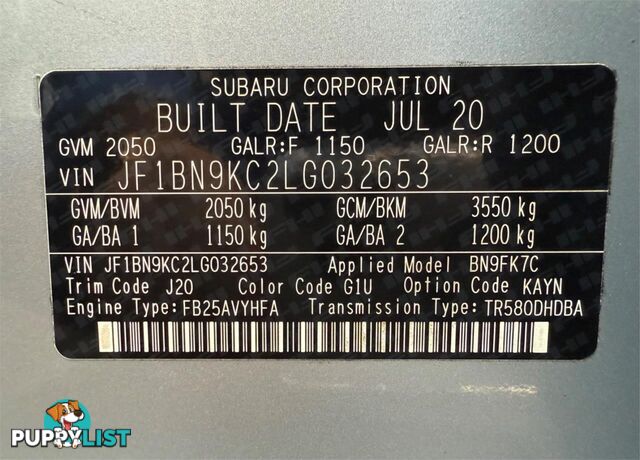 SUBARU CORPORATION
BUILT DATE JUL 20
GVM 2050 GALR:F 1150 GALR:R 1200
VIN JF1BN9KC2LG032653
GVM/BVM 2050 kg GCM/BKM 3550 kg
GA/BA 1 1150 kg GA/BA 2 1200 kg
VIN JF1BN9KC2LG032653 Applied Model BN9FK7C
Trim Code J20 Color Code G1U Option Code KAYN
Engine Type:FB25AVYHFA Transmission Type:TR580DHDBA
PUPPYLIST